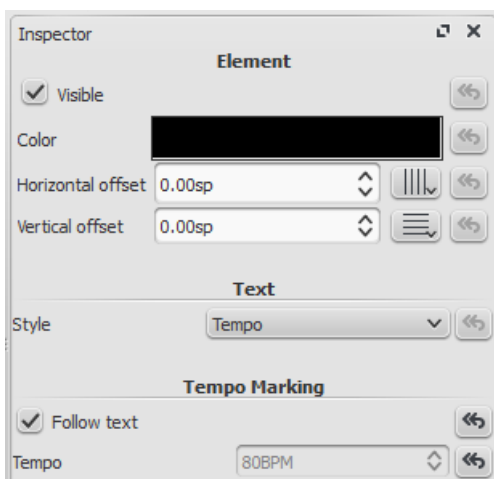 Inspector
Element
Visible
Color
Horizontal offset 0.00sp
Vertical offset 0.00sp
Text
Style Tempo
Tempo Marking
Follow text
Tempo 80BPM